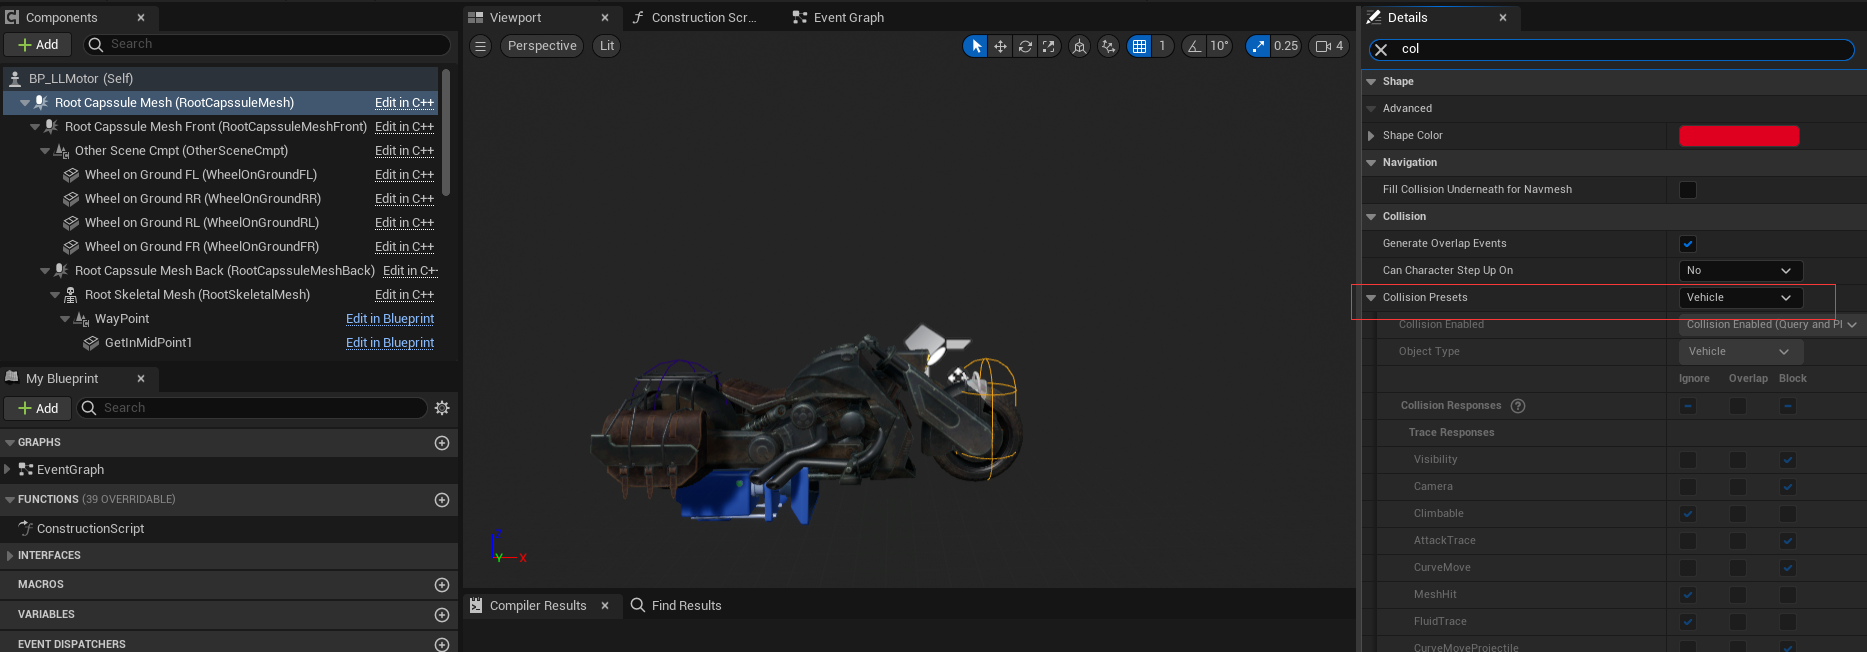 Components
Add
Search
BP_LLMotor (Self)
Root Capssule Mesh (RootCapssuleMesh) Edit in C++
Root Capssule Mesh Front (RootCapssuleMeshFront) Edit in C++
Other Scene Cmpt (OtherSceneCmpt) Edit in C++
Wheel on Ground FL (WheelOnGroundFL) Edit in C++
Wheel on Ground RR (WheelOnGroundRR) Edit in C++
Wheel on Ground RL (WheelOnGroundRL) Edit in C++
Wheel on Ground FR (WheelOnGroundFR) Edit in C++
Root Capssule Mesh Back (RootCapssuleMeshBack) Edit in C+
Root Skeletal Mesh (RootSkeletalMesh) Edit in C++
WayPoint Edit in Blueprint
GetInMidPoint1 Edit in Blueprint
My Blueprint
Add
Search
GRAPHS
EventGraph
FUNCTIONS (39 OVERRIDABLE)
ConstructionScript
INTERFACES
MACROS
VARIABLES
EVENT DISPATCHERS
Viewport
Construction Scr...
Event Graph
Perspective
Lit
1
10°
0.25
4
Z
Y
X
Compiler Results
Find Results
Details
col
Shape
Advanced
Shape Color
Navigation
Fill Collision Underneath for Navmesh
Collision
Generate Overlap Events
Can Character Step Up On No
Collision Presets Vehicle
Collision Enabled Collision Enabled (Query and Pl
Object Type Vehicle
Ignore Overlap Block
Collision Responses ?
Trace Responses
Visibility
Camera
Climbable
AttackTrace
CurveMove
MeshHit
FluidTrace
CurveMoveProjectile